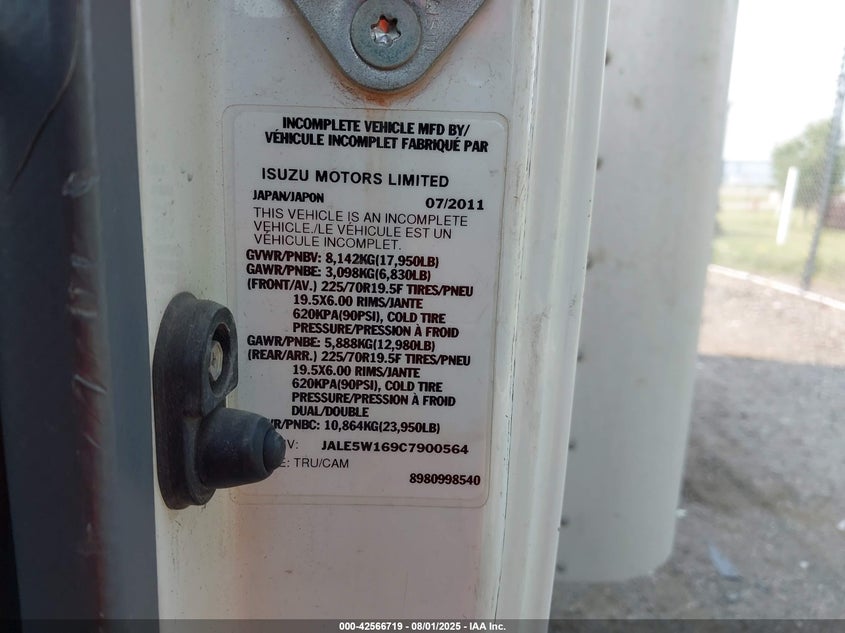 INCOMPLETE VEHICLE MFD BY/
VÉHICULE INCOMPLET FABRIQUÉ PAR
ISUZU MOTORS LIMITED
JAPAN/JAPON 07/2011
THIS VEHICLE IS AN INCOMPLETE
VEHICLE./LE VÉHICULE EST UN
VÉHICULE INCOMPLET.
GVWR/PNBV: 8,142KG(17,950LB)
GAWR/PNBE: 3,098KG(6,830LB)
(FRONT/AV.) 225/70R19.5F TIRES/PNEU
19.5X6.00 RIMS/JANTE
620KPA(90PSI), COLD TIRE
PRESSURE/PRESSION À FROID
GAWR/PNBE: 5,888KG(12,980LB)
(REAR/ARR.) 225/70R19.5F TIRES/PNEU
19.5X6.00 RIMS/JANTE
620KPA(90PSI), COLD TIRE
PRESSURE/PRESSION À FROID
DUAL/DOUBLE
WR/PNBC: 10,864KG(23,950LB)
IV: JALE5W169C7900564
E: TRU/CAM
8980998540
000-42566719 - 08/01/2025 - IAA Inc.